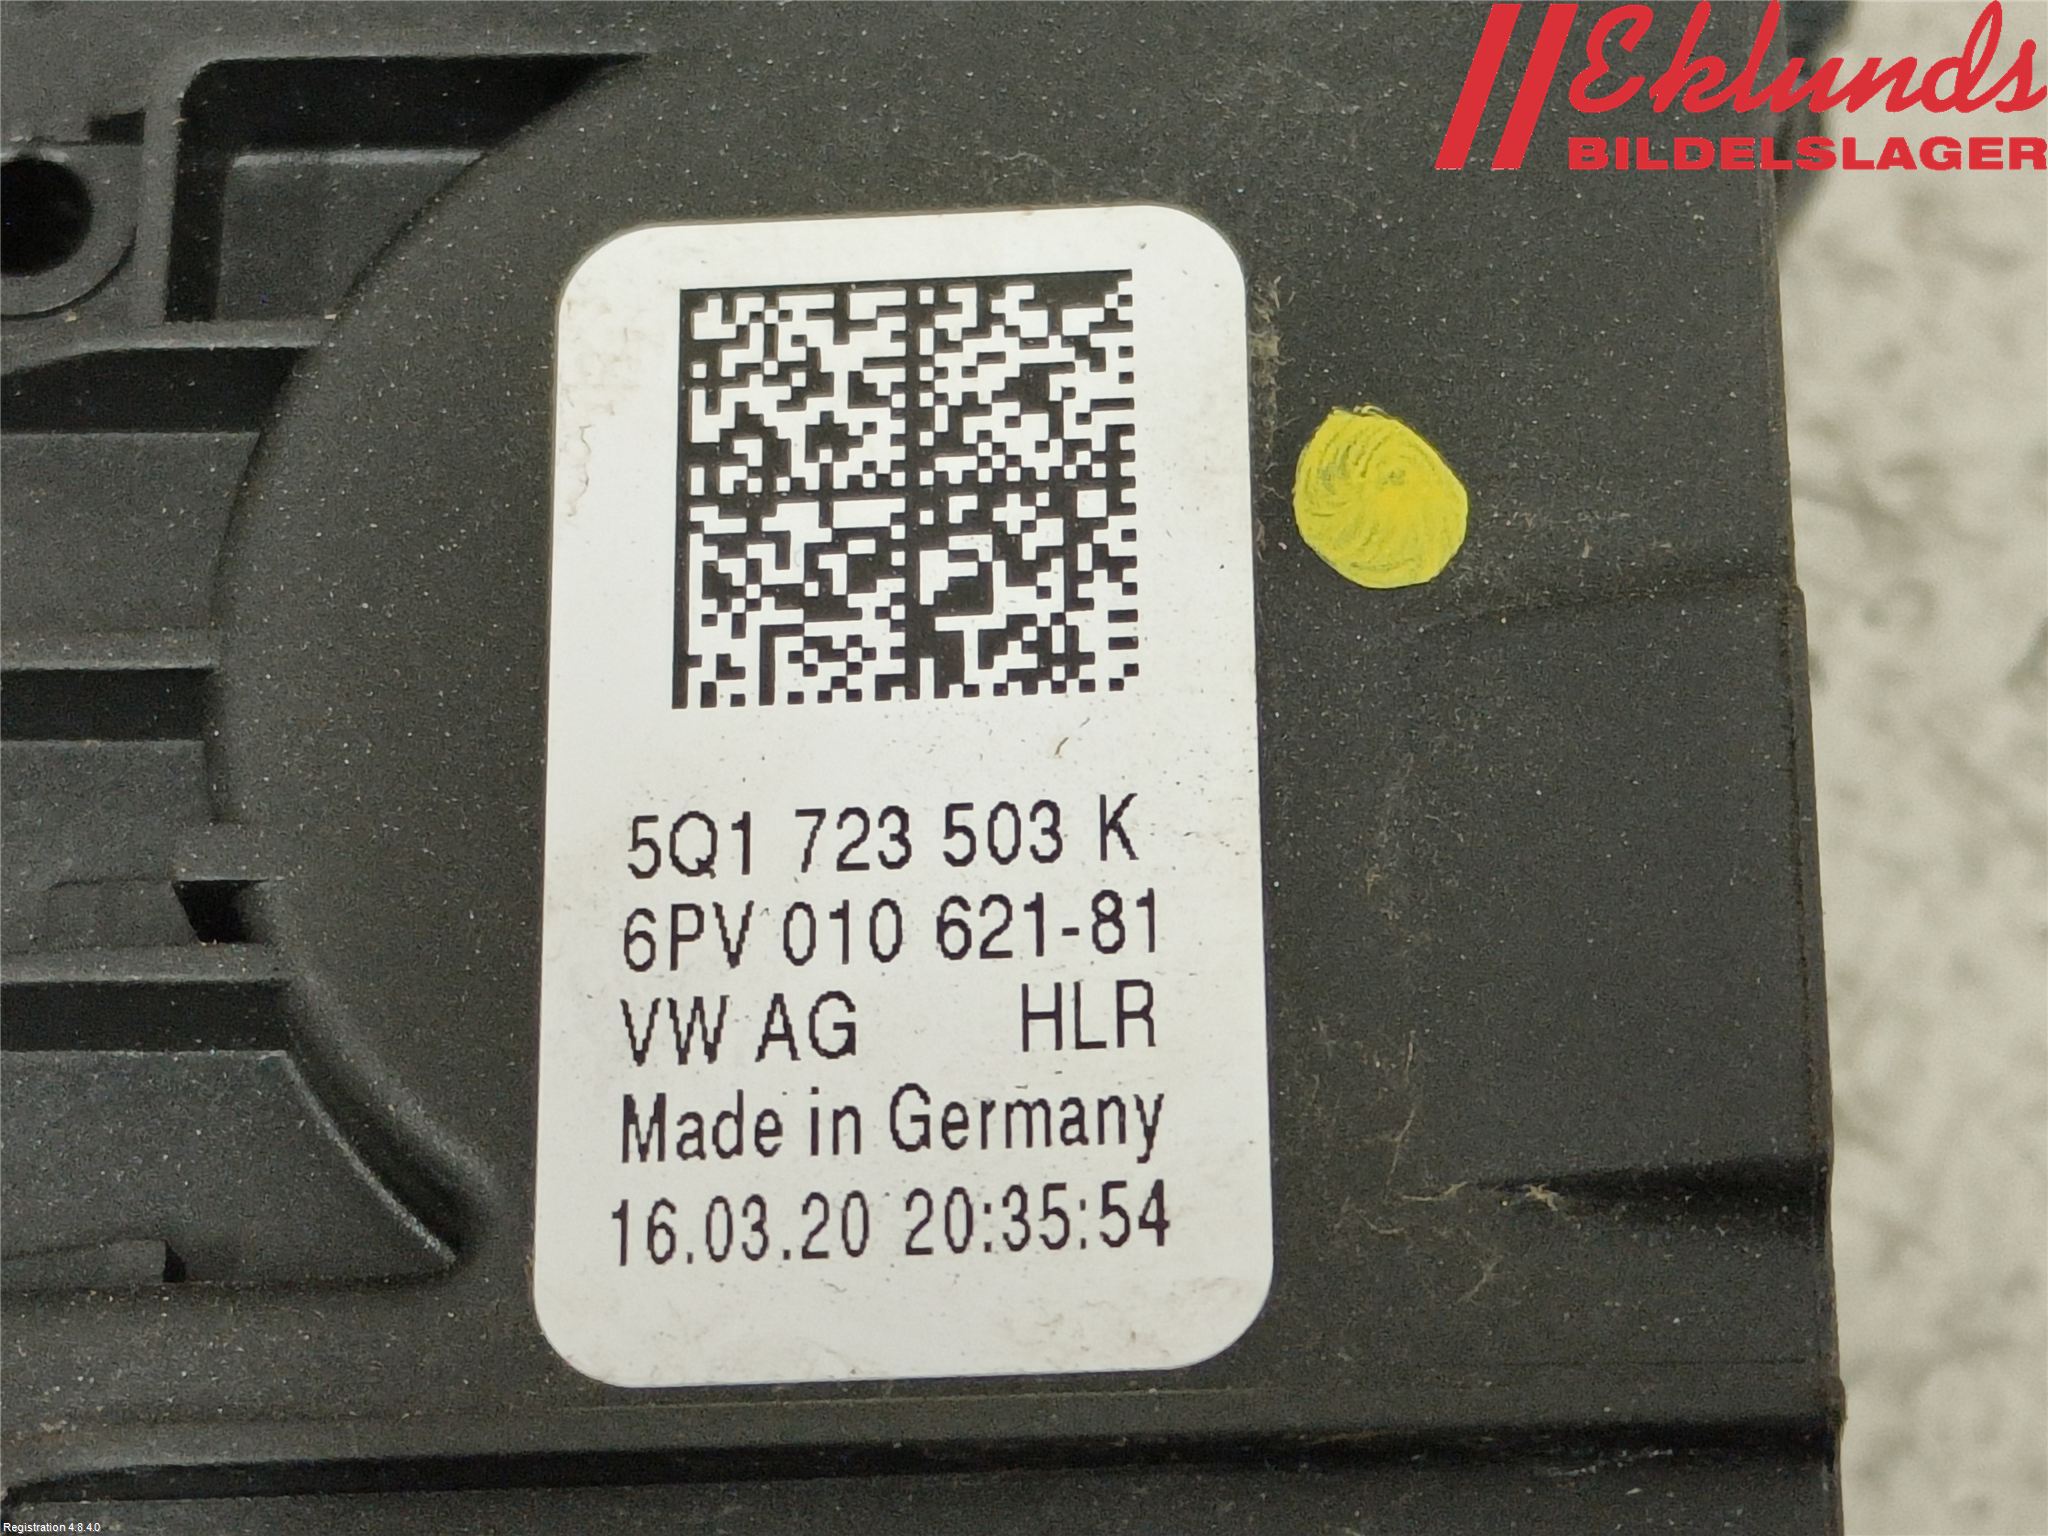 Eklunds
BILDELSLAGER
5Q1 723 503 K
6PV 010 621-81
VW AG HLR
Made in Germany
16.03.20 20:35:54
Registration 4.8.4.0